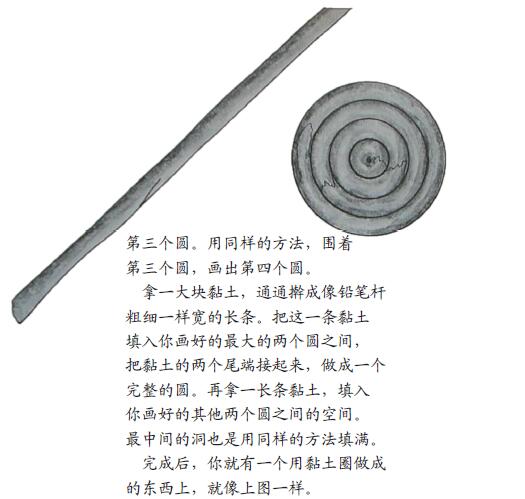 第三个圆。用同样的方法，围着
第三个圆，画出第四个圆。
拿一大块黏土，通通擀成像铅笔杆
粗细一样宽的长条。把这一条黏土
填入你画好的最大的两个圆之间，
把黏土的两个尾端接起来，做成一个
完整的圆。再拿一长条黏土，填入
你画好的其他两个圆之间的空间。
最中间的洞也是用同样的方法填满。
完成后，你就有一个用黏土圈做成
的东西上，就像上图一样。